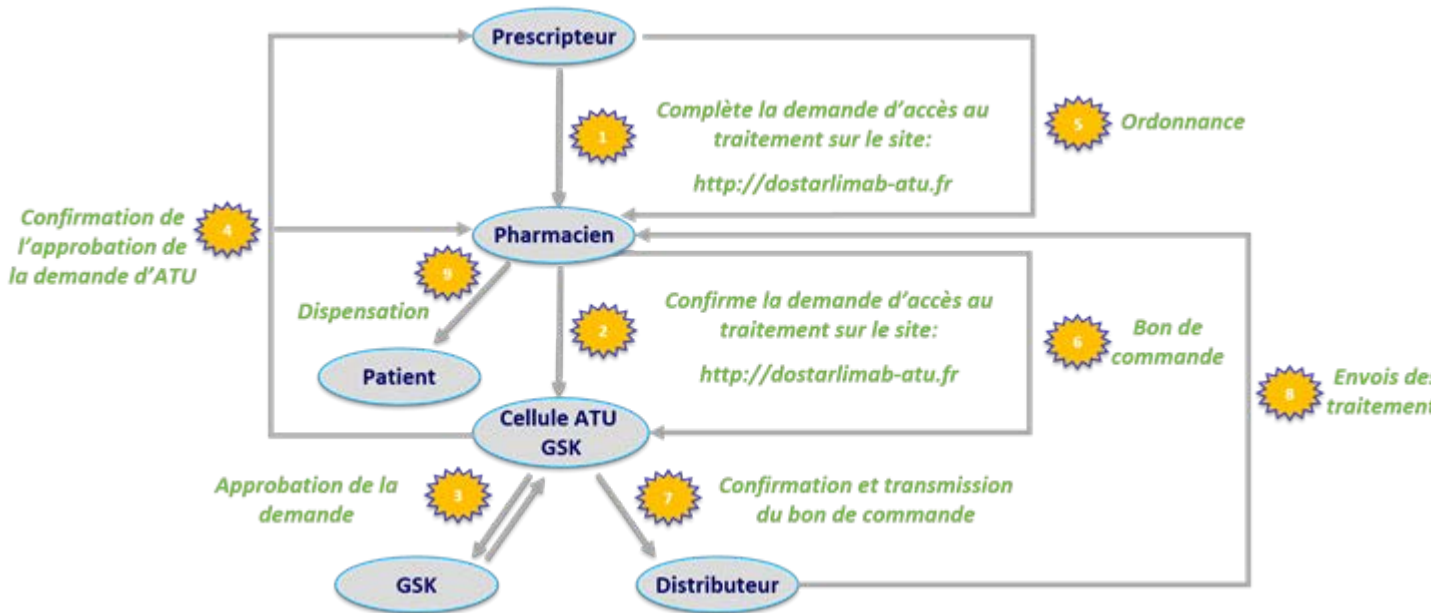 Prescripteur
1
Complète la demande d'accès au
traitement sur le site:
http://dostarlimab-atu.fr
5
Ordonnance
Confirmation de
l'approbation de
la demande d'ATU
4
Pharmacien
9
Dispensation
2
Confirme la demande d'accès au
traitement sur le site:
http://dostarlimab-atu.fr
6
Bon de
commande
Patient
8
Envois des
traitement
Cellule ATU
GSK
Approbation de la
demande
3
7
Confirmation et transmission
du bon de commande
GSK
Distributeur